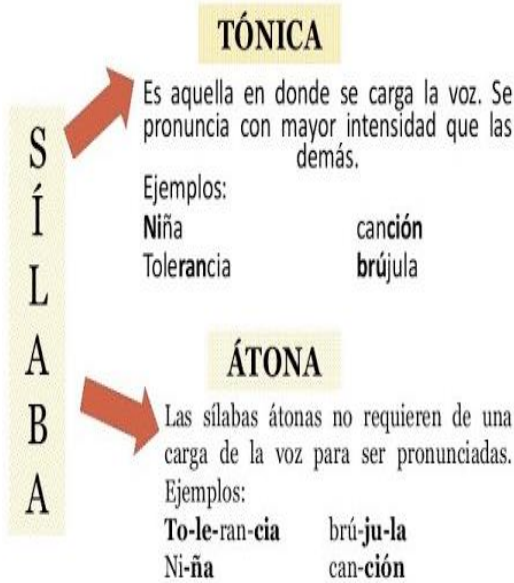 SÍLABA
TÓNICA
Es aquella en donde se carga la voz. Se
pronuncia con mayor intensidad que las
demás.
Ejemplos:
Niña canción
Tolerancia brújula
ÁTONA
Las sílabas átonas no requieren de una
carga de la voz para ser pronunciadas.
Ejemplos:
To-le-ran-cia brú-ju-la
Ni-ña can-ción